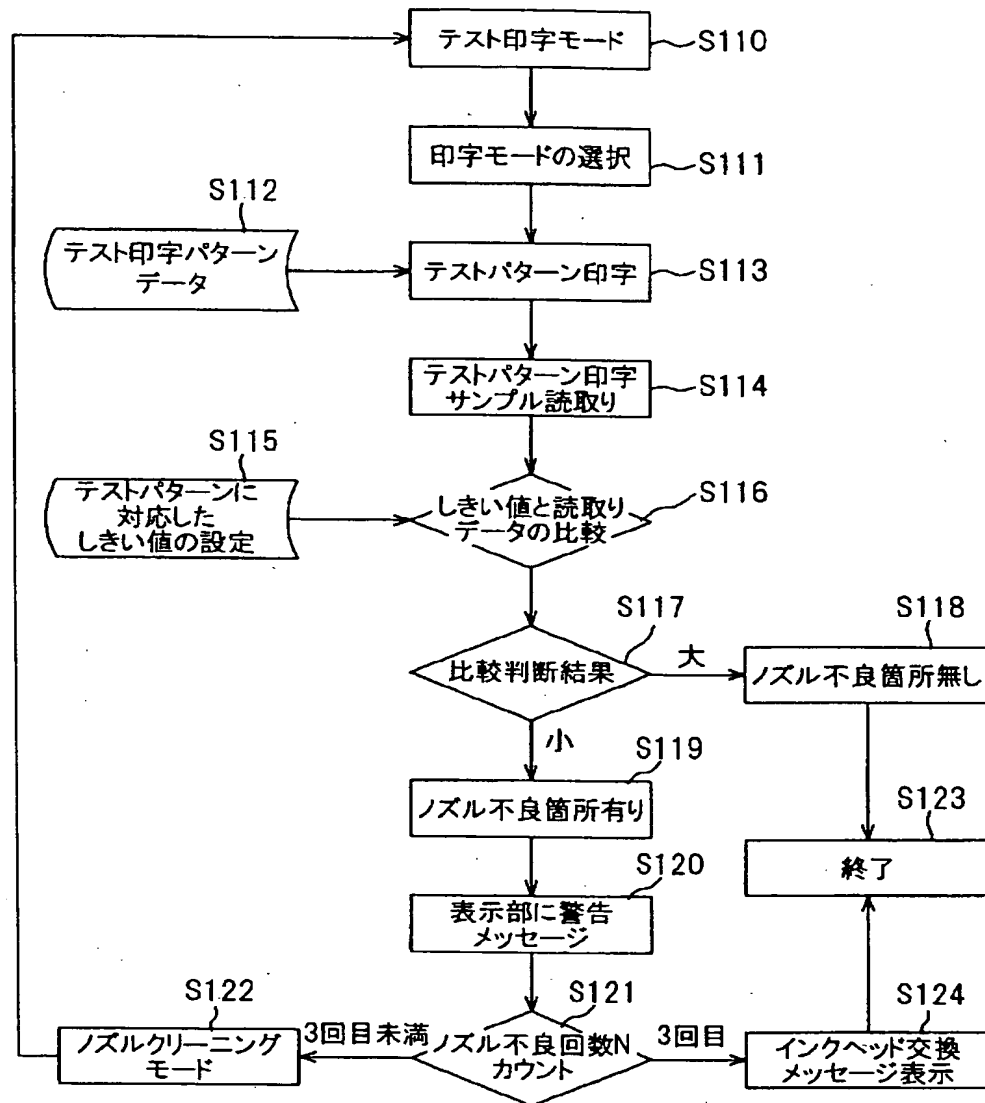 テスト印字モード
S110
印字モードの選択
S111
S112
テスト印字パターン
データ
テストパターン印字
S113
テストパターン印字
サンプル読取り
S114
S115
テストパターンに
対応した
しきい値の設定
しきい値と読取り
データの比較
S116
S117
比較判断結果
大
S118
ノズル不良箇所無し
小
S119
ノズル不良箇所有り
S123
終了
S120
表示部に警告
メッセージ
S121
ノズル不良回数N
カウント
3回目未満
S122
ノズルクリーニング
モード
3回目
S124
インクヘッド交換
メッセージ表示